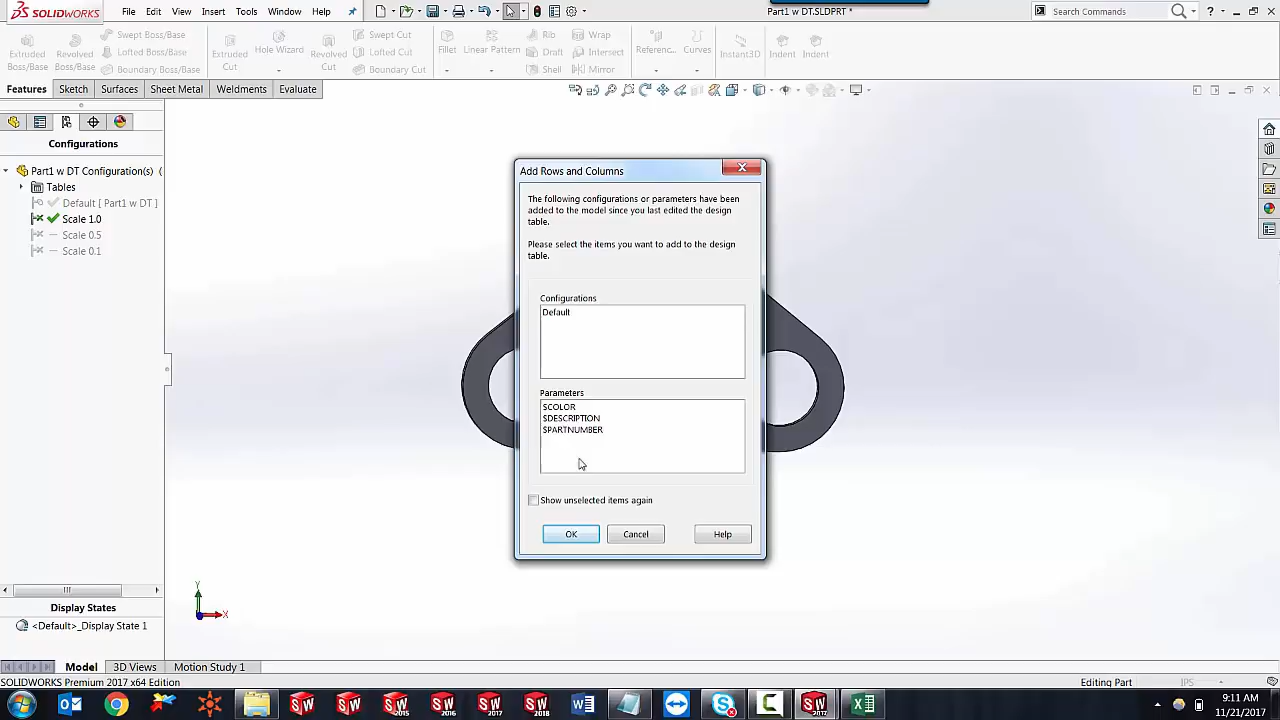 SOLIDWORKS
File
Edit
View
Insert
Tools
Window
Help
Part1 w DT.SLDPRT *
Search Commands
Extruded Boss/Base
Revolved Boss/Base
Swept Boss/Base
Lofted Boss/Base
Boundary Boss/Base
Extruded Cut
Hole Wizard
Revolved Cut
Swept Cut
Lofted Cut
Boundary Cut
Fillet
Linear Pattern
Rib
Draft
Shell
Wrap
Intersect
Mirror
Referenc...
Curves
Instant3D
Indent
Indent
Features
Sketch
Surfaces
Sheet Metal
Weldments
Evaluate
Configurations
Part1 w DT Configuration(s) (
Tables
Default [ Part1 w DT ]
Scale 1.0
Scale 0.5
Scale 0.1
Add Rows and Columns
The following configurations or parameters have been
added to the model since you last edited the design
table.
Please select the items you want to add to the design
table.
Configurations
Default
Parameters
$COLOR
$DESCRIPTION
$PARTNUMBER
Show unselected items again
OK
Cancel
Help
Y
X
Display States
<Default>_Display State 1
Model
3D Views
Motion Study 1
SOLIDWORKS Premium 2017 x64 Edition
Editing Part
IPS
2015
2016
2017
2018
2017
9:11 AM
11/21/2017